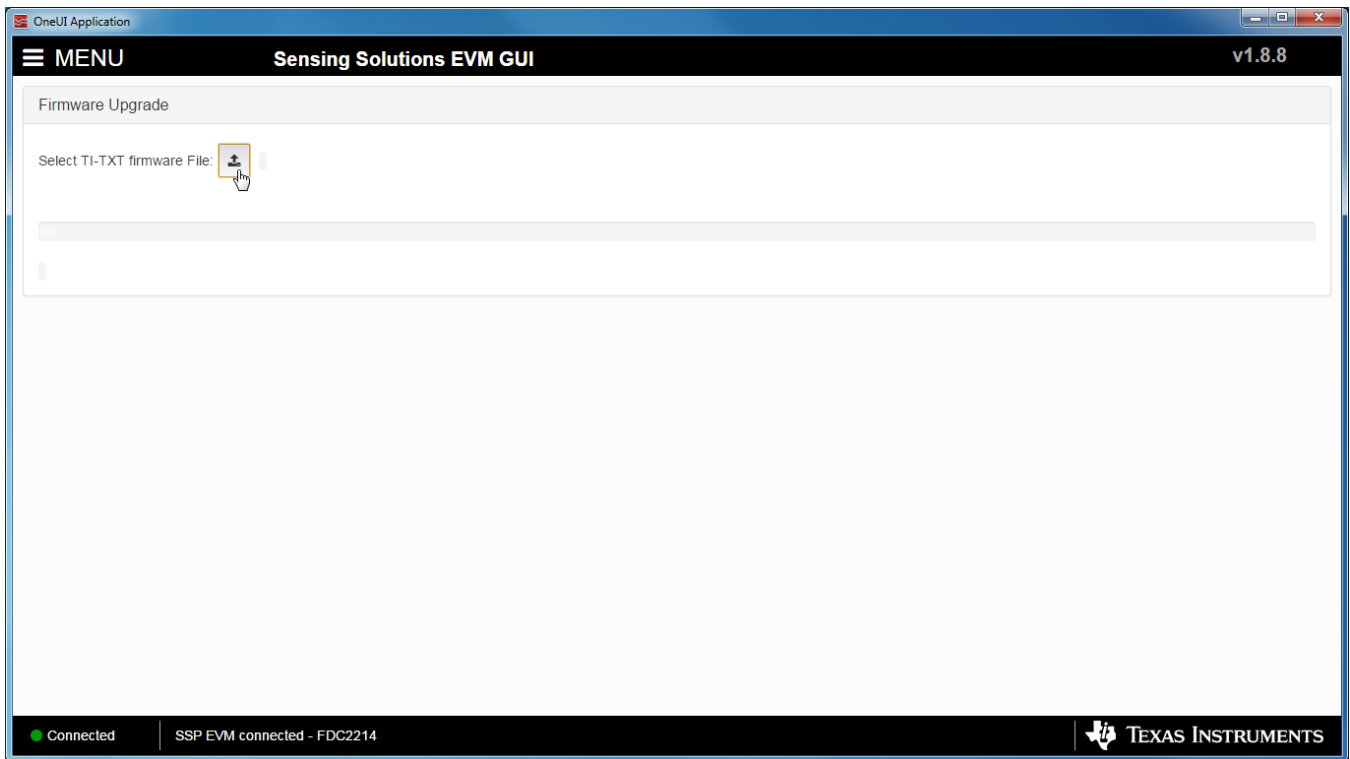 OneUI Application
MENU Sensing Solutions EVM GUI v1.8.8
Firmware Upgrade
Select TI-TXT firmware File:
No
Connected SSP EVM connected - FDC2214 TEXAS INSTRUMENTS